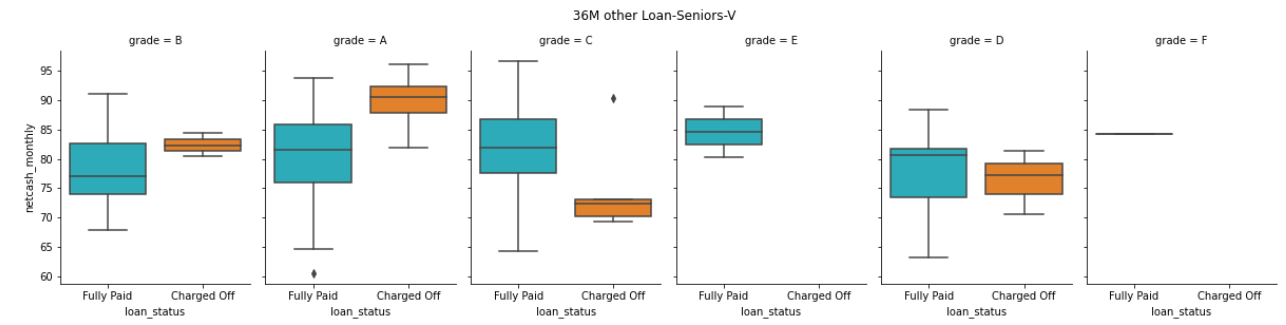 36M other Loan-Seniors-V
grade = B
grade = A
grade = C
grade = E
grade = D
grade = F
netcash_monthly
95
90
85
80
75
70
65
60
Fully Paid Charged Off
loan_status
Fully Paid Charged Off
loan_status
Fully Paid Charged Off
loan_status
Fully Paid Charged Off
loan_status
Fully Paid Charged Off
loan_status
Fully Paid Charged Off
loan_status